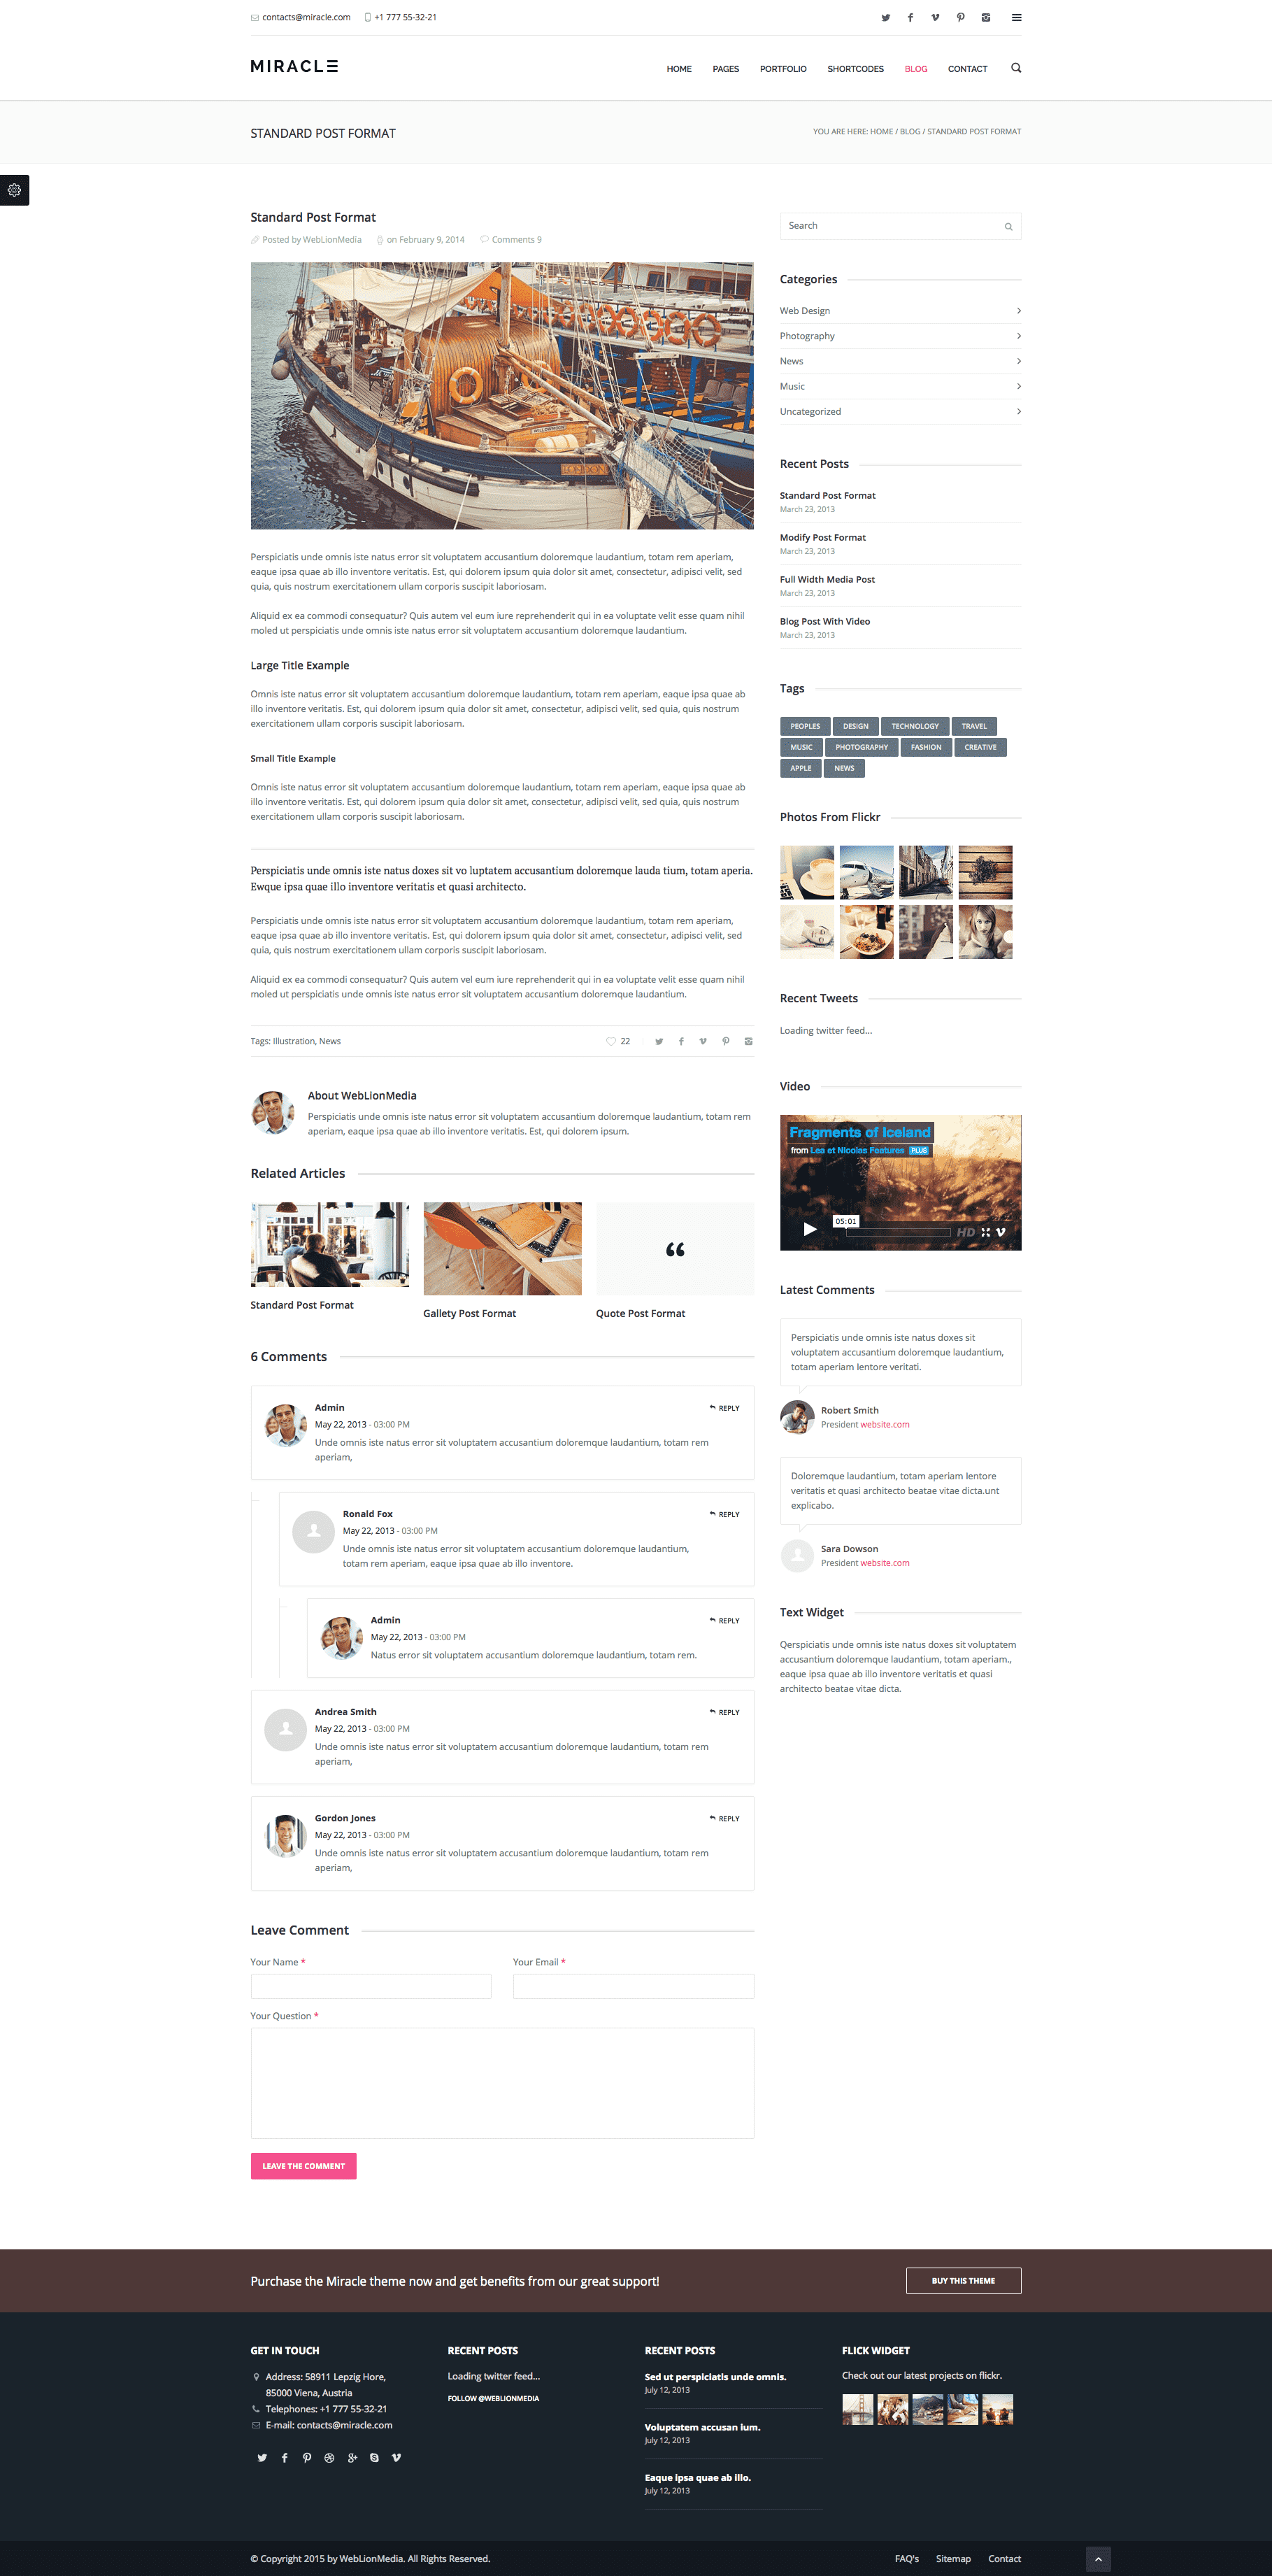 contacts@miracle.com +1 777 55-32-21
MIRACLE
HOME PAGES PORTFOLIO SHORTCODES BLOG CONTACT
STANDARD POST FORMAT
YOU ARE HERE: HOME / BLOG / STANDARD POST FORMAT
Standard Post Format
Posted by WebLionMedia on February 9, 2014 Comments 9
WILLEMSWIJN
LONDON
Perspiciatis unde omnis iste natus error sit voluptatem accusantium doloremque laudantium, totam rem aperiam,
eaque ipsa quae ab illo inventore veritatis. Est, qui dolorem ipsum quia dolor sit amet, consectetur, adipisci velit, sed
quia, quis nostrum exercitationem ullam corporis suscipit laboriosam.
Aliquid ex ea commodi consequatur? Quis autem vel eum iure reprehenderit qui in ea voluptate velit esse quam nihil
moled ut perspiciatis unde omnis iste natus error sit voluptatem accusantium doloremque laudantium.
Large Title Example
Omnis iste natus error sit voluptatem accusantium doloremque laudantium, totam rem aperiam, eaque ipsa quae ab
illo inventore veritatis. Est, qui dolorem ipsum quia dolor sit amet, consectetur, adipisci velit, sed quia, quis nostrum
exercitationem ullam corporis suscipit laboriosam.
Small Title Example
Omnis iste natus error sit voluptatem accusantium doloremque laudantium, totam rem aperiam, eaque ipsa quae ab
illo inventore veritatis. Est, qui dolorem ipsum quia dolor sit amet, consectetur, adipisci velit, sed quia, quis nostrum
exercitationem ullam corporis suscipit laboriosam.
Perspiciatis unde omnis iste natus doxes sit vo luptatem accusantium doloremque lauda tium, totam aperia.
Ewque ipsa quae illo inventore veritatis et quasi architecto.
Perspiciatis unde omnis iste natus error sit voluptatem accusantium doloremque laudantium, totam rem aperiam,
eaque ipsa quae ab illo inventore veritatis. Est, qui dolorem ipsum quia dolor sit amet, consectetur, adipisci velit, sed
quia, quis nostrum exercitationem ullam corporis suscipit laboriosam.
Aliquid ex ea commodi consequatur? Quis autem vel eum iure reprehenderit qui in ea voluptate velit esse quam nihil
moled ut perspiciatis unde omnis iste natus error sit voluptatem accusantium doloremque laudantium.
Tags: Illustration, News 22
About WebLionMedia
Perspiciatis unde omnis iste natus error sit voluptatem accusantium doloremque laudantium, totam rem
aperiam, eaque ipsa quae ab illo inventore veritatis. Est, qui dolorem ipsum.
Related Articles
Standard Post Format
Gallety Post Format
“
Quote Post Format
6 Comments
Admin REPLY
May 22, 2013 - 03:00 PM
Unde omnis iste natus error sit voluptatem accusantium doloremque laudantium, totam rem
aperiam,
Ronald Fox REPLY
May 22, 2013 - 03:00 PM
Unde omnis iste natus error sit voluptatem accusantium doloremque laudantium,
totam rem aperiam, eaque ipsa quae ab illo inventore.
Admin REPLY
May 22, 2013 - 03:00 PM
Natus error sit voluptatem accusantium doloremque laudantium, totam rem.
Andrea Smith REPLY
May 22, 2013 - 03:00 PM
Unde omnis iste natus error sit voluptatem accusantium doloremque laudantium, totam rem
aperiam,
Gordon Jones REPLY
May 22, 2013 - 03:00 PM
Unde omnis iste natus error sit voluptatem accusantium doloremque laudantium, totam rem
aperiam,
Leave Comment
Your Name * Your Email *
Your Question *
LEAVE THE COMMENT
Search
Categories
Web Design
Photography
News
Music
Uncategorized
Recent Posts
Standard Post Format
March 23, 2013
Modify Post Format
March 23, 2013
Full Width Media Post
March 23, 2013
Blog Post With Video
March 23, 2013
Tags
PEOPLES DESIGN TECHNOLOGY TRAVEL
MUSIC PHOTOGRAPHY FASHION CREATIVE
APPLE NEWS
Photos From Flickr
Recent Tweets
Loading twitter feed...
Video
Fragments of Iceland
from Lea et Nicolas Features PLUS
05:01
HD
Latest Comments
Perspiciatis unde omnis iste natus doxes sit
voluptatem accusantium doloremque laudantium,
totam aperiam lentore veritati.
Robert Smith
President website.com
Doloremque laudantium, totam aperiam lentore
veritatis et quasi architecto beatae vitae dicta.unt
explicabo.
Sara Dowson
President website.com
Text Widget
Qerspiciatis unde omnis iste natus doxes sit voluptatem
accusantium doloremque laudantium, totam aperiam.,
eaque ipsa quae ab illo inventore veritatis et quasi
architecto beatae vitae dicta.
Purchase the Miracle theme now and get benefits from our great support!
BUY THIS THEME
GET IN TOUCH
Address: 58911 Lepzig Hore,
85000 Viena, Austria
Telephones: +1 777 55-32-21
E-mail: contacts@miracle.com
RECENT POSTS
Loading twitter feed...
FOLLOW @WEBLIONMEDIA
RECENT POSTS
Sed ut perspiciatis unde omnis.
July 12, 2013
Voluptatem accusan ium.
July 12, 2013
Eaque ipsa quae ab illo.
July 12, 2013
FLICK WIDGET
Check out our latest projects on flickr.
© Copyright 2015 by WebLionMedia. All Rights Reserved.
FAQ's Sitemap Contact